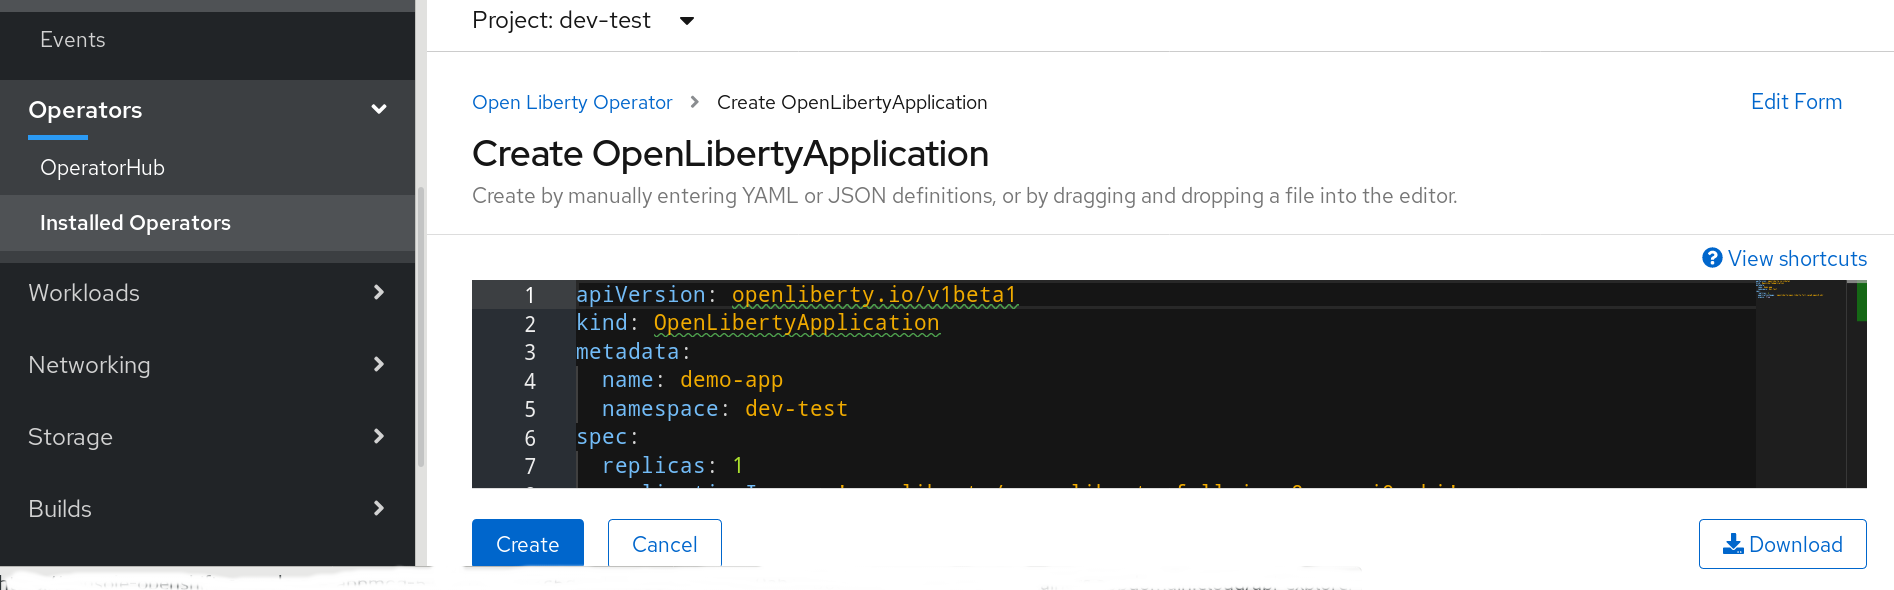 Project: dev-test
Events
Operators
OperatorHub
Installed Operators
Workloads
Networking
Storage
Builds
Open Liberty Operator > Create OpenLibertyApplication
Edit Form
Create OpenLibertyApplication
Create by manually entering YAML or JSON definitions, or by dragging and dropping a file into the editor.
View shortcuts
1 apiVersion: openliberty.io/v1beta1
2 kind: OpenLibertyApplication
3 metadata:
4 name: demo-app
5 namespace: dev-test
6 spec:
7 replicas: 1
Create
Cancel
Download